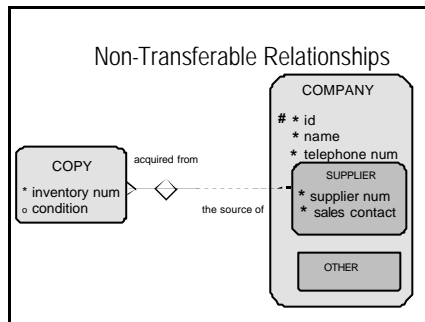 Non-Transferable Relationships
COMPANY
# * id
* name
* telephone num
SUPPLIER
* supplier num
* sales contact
OTHER
COPY
* inventory num
o condition
acquired from
the source of